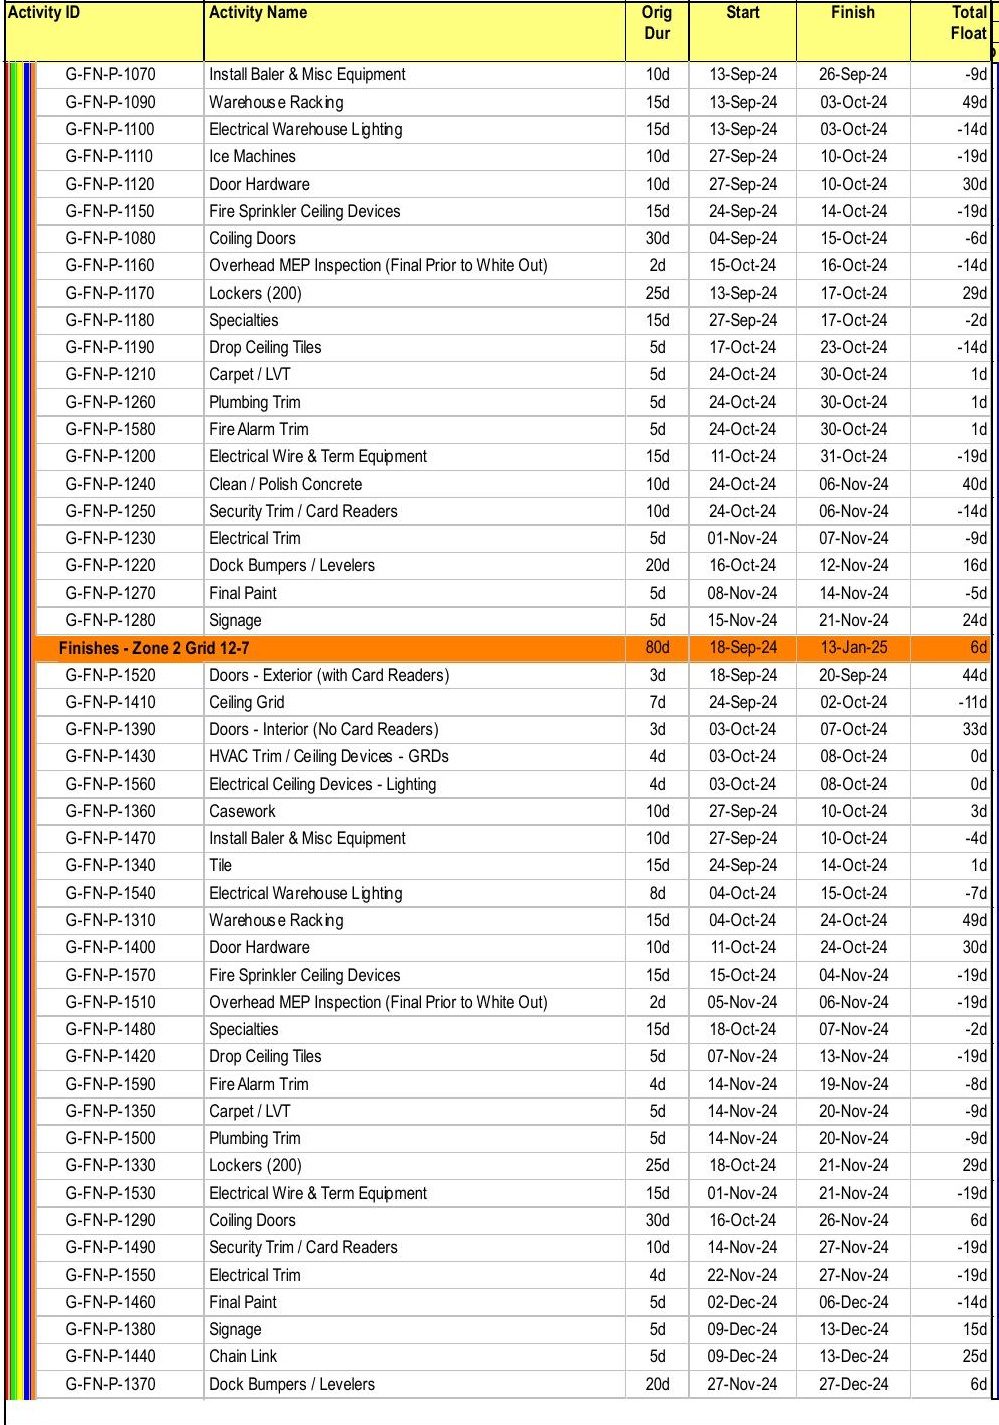 Activity ID Activity Name Orig Dur Start Finish Total Float
G-FN-P-1070 Install Baler & Misc Equipment 10d 13-Sep-24 26-Sep-24 -9d
G-FN-P-1090 Warehouse Racking 15d 13-Sep-24 03-Oct-24 49d
G-FN-P-1100 Electrical Warehouse Lighting 15d 13-Sep-24 03-Oct-24 -14d
G-FN-P-1110 Ice Machines 10d 27-Sep-24 10-Oct-24 -19d
G-FN-P-1120 Door Hardware 10d 27-Sep-24 10-Oct-24 30d
G-FN-P-1150 Fire Sprinkler Ceiling Devices 15d 24-Sep-24 14-Oct-24 -19d
G-FN-P-1080 Coiling Doors 30d 04-Sep-24 15-Oct-24 -6d
G-FN-P-1160 Overhead MEP Inspection (Final Prior to White Out) 2d 15-Oct-24 16-Oct-24 -14d
G-FN-P-1170 Lockers (200) 25d 13-Sep-24 17-Oct-24 29d
G-FN-P-1180 Specialties 15d 27-Sep-24 17-Oct-24 -2d
G-FN-P-1190 Drop Ceiling Tiles 5d 17-Oct-24 23-Oct-24 -14d
G-FN-P-1210 Carpet / LVT 5d 24-Oct-24 30-Oct-24 1d
G-FN-P-1260 Plumbing Trim 5d 24-Oct-24 30-Oct-24 1d
G-FN-P-1580 Fire Alarm Trim 5d 24-Oct-24 30-Oct-24 1d
G-FN-P-1200 Electrical Wire & Term Equipment 15d 11-Oct-24 31-Oct-24 -19d
G-FN-P-1240 Clean / Polish Concrete 10d 24-Oct-24 06-Nov-24 40d
G-FN-P-1250 Security Trim / Card Readers 10d 24-Oct-24 06-Nov-24 -14d
G-FN-P-1230 Electrical Trim 5d 01-Nov-24 07-Nov-24 -9d
G-FN-P-1220 Dock Bumpers / Levelers 20d 16-Oct-24 12-Nov-24 16d
G-FN-P-1270 Final Paint 5d 08-Nov-24 14-Nov-24 -5d
G-FN-P-1280 Signage 5d 15-Nov-24 21-Nov-24 24d
Finishes - Zone 2 Grid 12-7 80d 18-Sep-24 13-Jan-25 6d
G-FN-P-1520 Doors - Exterior (with Card Readers) 3d 18-Sep-24 20-Sep-24 44d
G-FN-P-1410 Ceiling Grid 7d 24-Sep-24 02-Oct-24 -11d
G-FN-P-1390 Doors - Interior (No Card Readers) 3d 03-Oct-24 07-Oct-24 33d
G-FN-P-1430 HVAC Trim / Ceiling Devices - GRDs 4d 03-Oct-24 08-Oct-24 0d
G-FN-P-1560 Electrical Ceiling Devices - Lighting 4d 03-Oct-24 08-Oct-24 0d
G-FN-P-1360 Casework 10d 27-Sep-24 10-Oct-24 3d
G-FN-P-1470 Install Baler & Misc Equipment 10d 27-Sep-24 10-Oct-24 -4d
G-FN-P-1340 Tile 15d 24-Sep-24 14-Oct-24 1d
G-FN-P-1540 Electrical Warehouse Lighting 8d 04-Oct-24 15-Oct-24 -7d
G-FN-P-1310 Warehouse Racking 15d 04-Oct-24 24-Oct-24 49d
G-FN-P-1400 Door Hardware 10d 11-Oct-24 24-Oct-24 30d
G-FN-P-1570 Fire Sprinkler Ceiling Devices 15d 15-Oct-24 04-Nov-24 -19d
G-FN-P-1510 Overhead MEP Inspection (Final Prior to White Out) 2d 05-Nov-24 06-Nov-24 -19d
G-FN-P-1480 Specialties 15d 18-Oct-24 07-Nov-24 -2d
G-FN-P-1420 Drop Ceiling Tiles 5d 07-Nov-24 13-Nov-24 -19d
G-FN-P-1590 Fire Alarm Trim 4d 14-Nov-24 19-Nov-24 -8d
G-FN-P-1350 Carpet / LVT 5d 14-Nov-24 20-Nov-24 -9d
G-FN-P-1500 Plumbing Trim 5d 14-Nov-24 20-Nov-24 -9d
G-FN-P-1330 Lockers (200) 25d 18-Oct-24 21-Nov-24 29d
G-FN-P-1530 Electrical Wire & Term Equipment 15d 01-Nov-24 21-Nov-24 -19d
G-FN-P-1290 Coiling Doors 30d 16-Oct-24 26-Nov-24 6d
G-FN-P-1490 Security Trim / Card Readers 10d 14-Nov-24 27-Nov-24 -19d
G-FN-P-1550 Electrical Trim 4d 22-Nov-24 27-Nov-24 -19d
G-FN-P-1460 Final Paint 5d 02-Dec-24 06-Dec-24 -14d
G-FN-P-1380 Signage 5d 09-Dec-24 13-Dec-24 15d
G-FN-P-1440 Chain Link 5d 09-Dec-24 13-Dec-24 25d
G-FN-P-1370 Dock Bumpers / Levelers 20d 27-Nov-24 27-Dec-24 6d